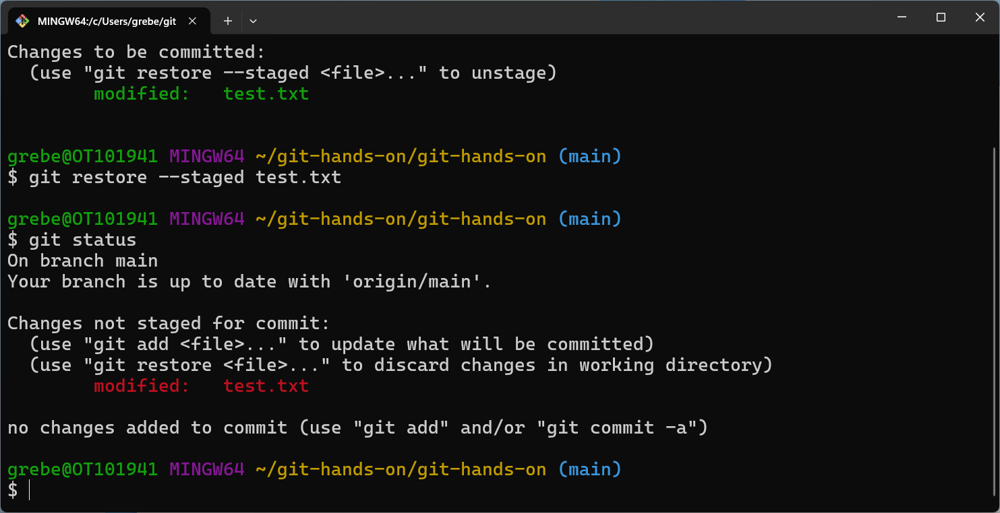 MINGW64:/c/Users/grebe/git
Changes to be committed:
  (use "git restore --staged <file>..." to unstage)
        modified:   test.txt
grebe@OT101941 MINGW64 ~/git-hands-on/git-hands-on (main)
$ git restore --staged test.txt
grebe@OT101941 MINGW64 ~/git-hands-on/git-hands-on (main)
$ git status
On branch main
Your branch is up to date with 'origin/main'.
Changes not staged for commit:
  (use "git add <file>..." to update what will be committed)
  (use "git restore <file>..." to discard changes in working directory)
        modified:   test.txt
no changes added to commit (use "git add" and/or "git commit -a")
grebe@OT101941 MINGW64 ~/git-hands-on/git-hands-on (main)
$